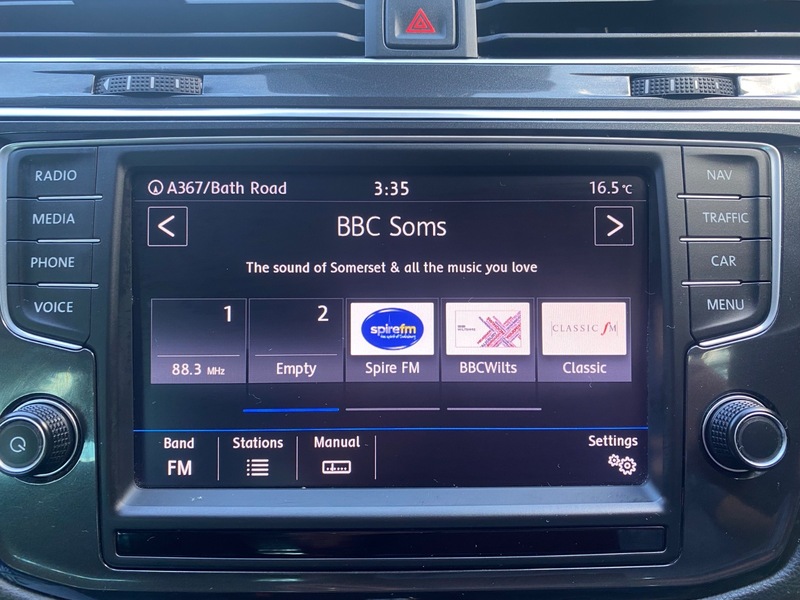 RADIO
MEDIA
PHONE
VOICE
A367/Bath Road 3:35 16.5°C
< BBC Soms >
The sound of Somerset & all the music you love
1 2
spirefm
CLASSIC fM
88.3 MHz Empty Spire FM BBCWilts Classic
Band Stations Manual Settings
FM
NAV
TRAFFIC
CAR
MENU